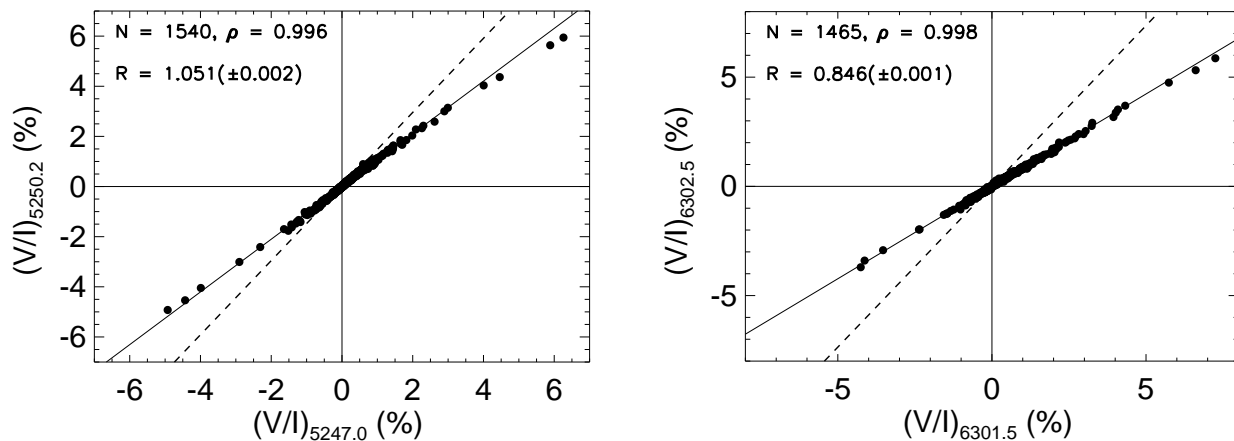 N = 1540, ρ = 0.996
R = 1.051(±0.002)
6
4
2
0
-2
-4
-6
(V/I)5250.2 (%)
-6 -4 -2 0 2 4 6
(V/I)5247.0 (%)
N = 1465, ρ = 0.998
R = 0.846(±0.001)
5
0
-5
(V/I)6302.5 (%)
-5 0 5
(V/I)6301.5 (%)